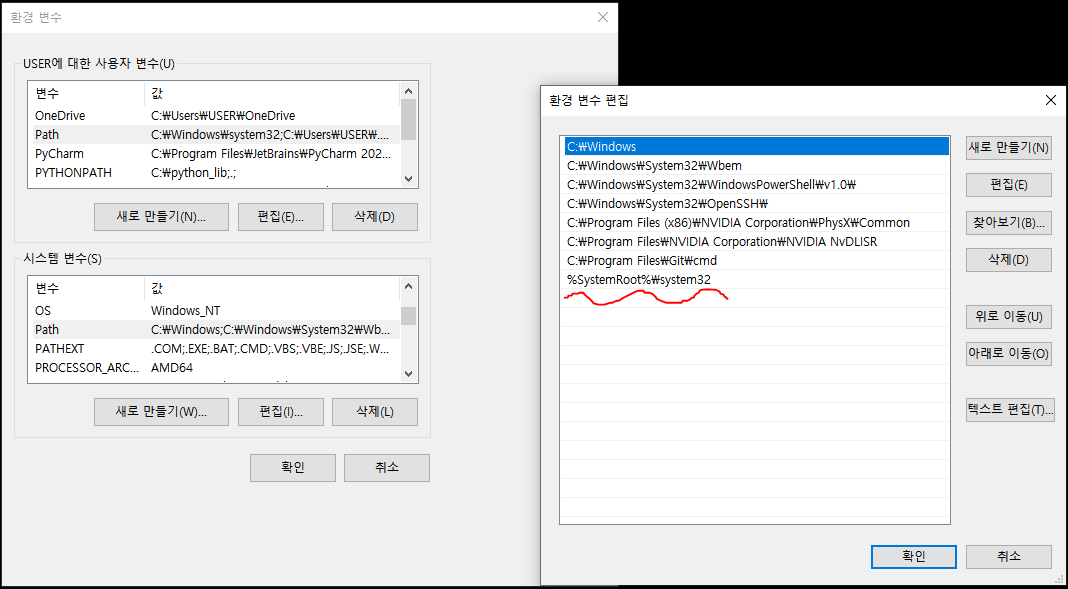 환경 변수
USER에 대한 사용자 변수(U)
변수 값
OneDrive C:₩Users₩USER₩OneDrive
Path C:₩Windows₩system32;C:₩Users₩USER₩....
PyCharm C:₩Program Files₩JetBrains₩PyCharm 202...
PYTHONPATH C:₩python_lib;.;
새로 만들기(N)... 편집(E)... 삭제(D)
시스템 변수(S)
변수 값
OS Windows_NT
Path C:₩Windows;C:₩Windows₩System32₩Wb...
PATHEXT .COM;.EXE;.BAT;.CMD;.VBS;.VBE;.JS;.JSE;.W...
PROCESSOR_ARC... AMD64
새로 만들기(W)... 편집(I)... 삭제(L)
확인 취소
환경 변수 편집
C:₩Windows
C:₩Windows₩System32₩Wbem
C:₩Windows₩System32₩WindowsPowerShell₩v1.0₩
C:₩Windows₩System32₩OpenSSH₩
C:₩Program Files (x86)₩NVIDIA Corporation₩PhysX₩Common
C:₩Program Files₩NVIDIA Corporation₩NVIDIA NvDLISR
C:₩Program Files₩Git₩cmd
%SystemRoot%₩system32
새로 만들기(N)
편집(E)
찾아보기(B)...
삭제(D)
위로 이동(U)
아래로 이동(O)
텍스트 편집(T)...
확인 취소